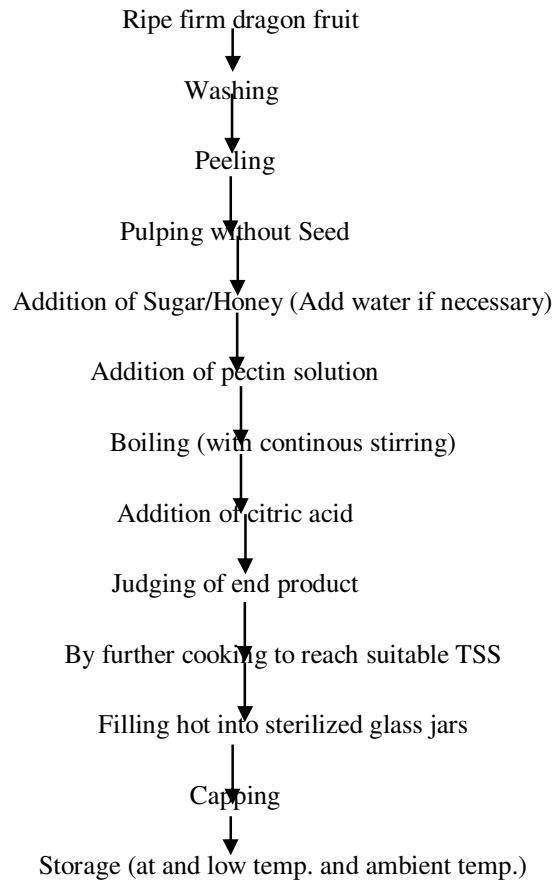 Ripe firm dragon fruit
Washing
Peeling
Pulping without Seed
Addition of Sugar/Honey (Add water if necessary)
Addition of pectin solution
Boiling (with continous stirring)
Addition of citric acid
Judging of end product
By further cooking to reach suitable TSS
Filling hot into sterilized glass jars
Capping
Storage (at and low temp. and ambient temp.)